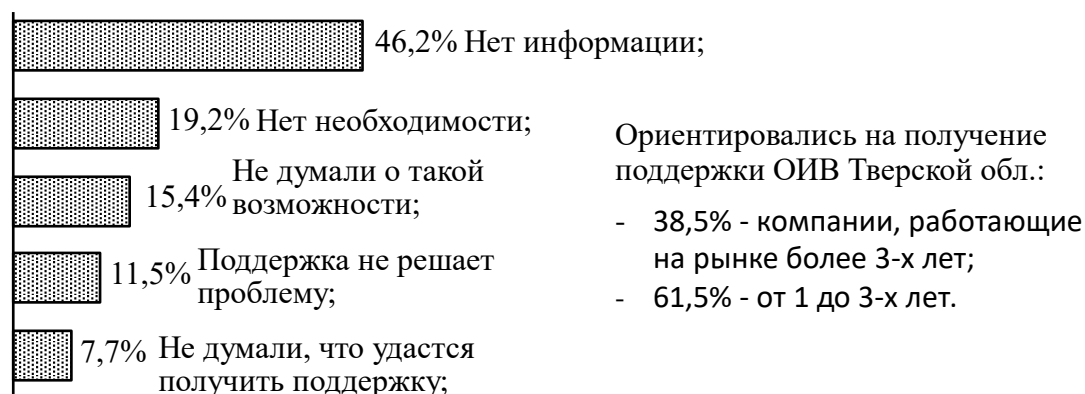 46,2% Нет информации;
19,2% Нет необходимости;
15,4% Не думали о такой
возможности;
11,5% Поддержка не решает
проблему;
7,7% Не думали, что удастся
получить поддержку;
Ориентировались на получение
поддержки ОИВ Тверской обл.:
- 38,5% - компании, работающие
на рынке более 3-х лет;
- 61,5% - от 1 до 3-х лет.